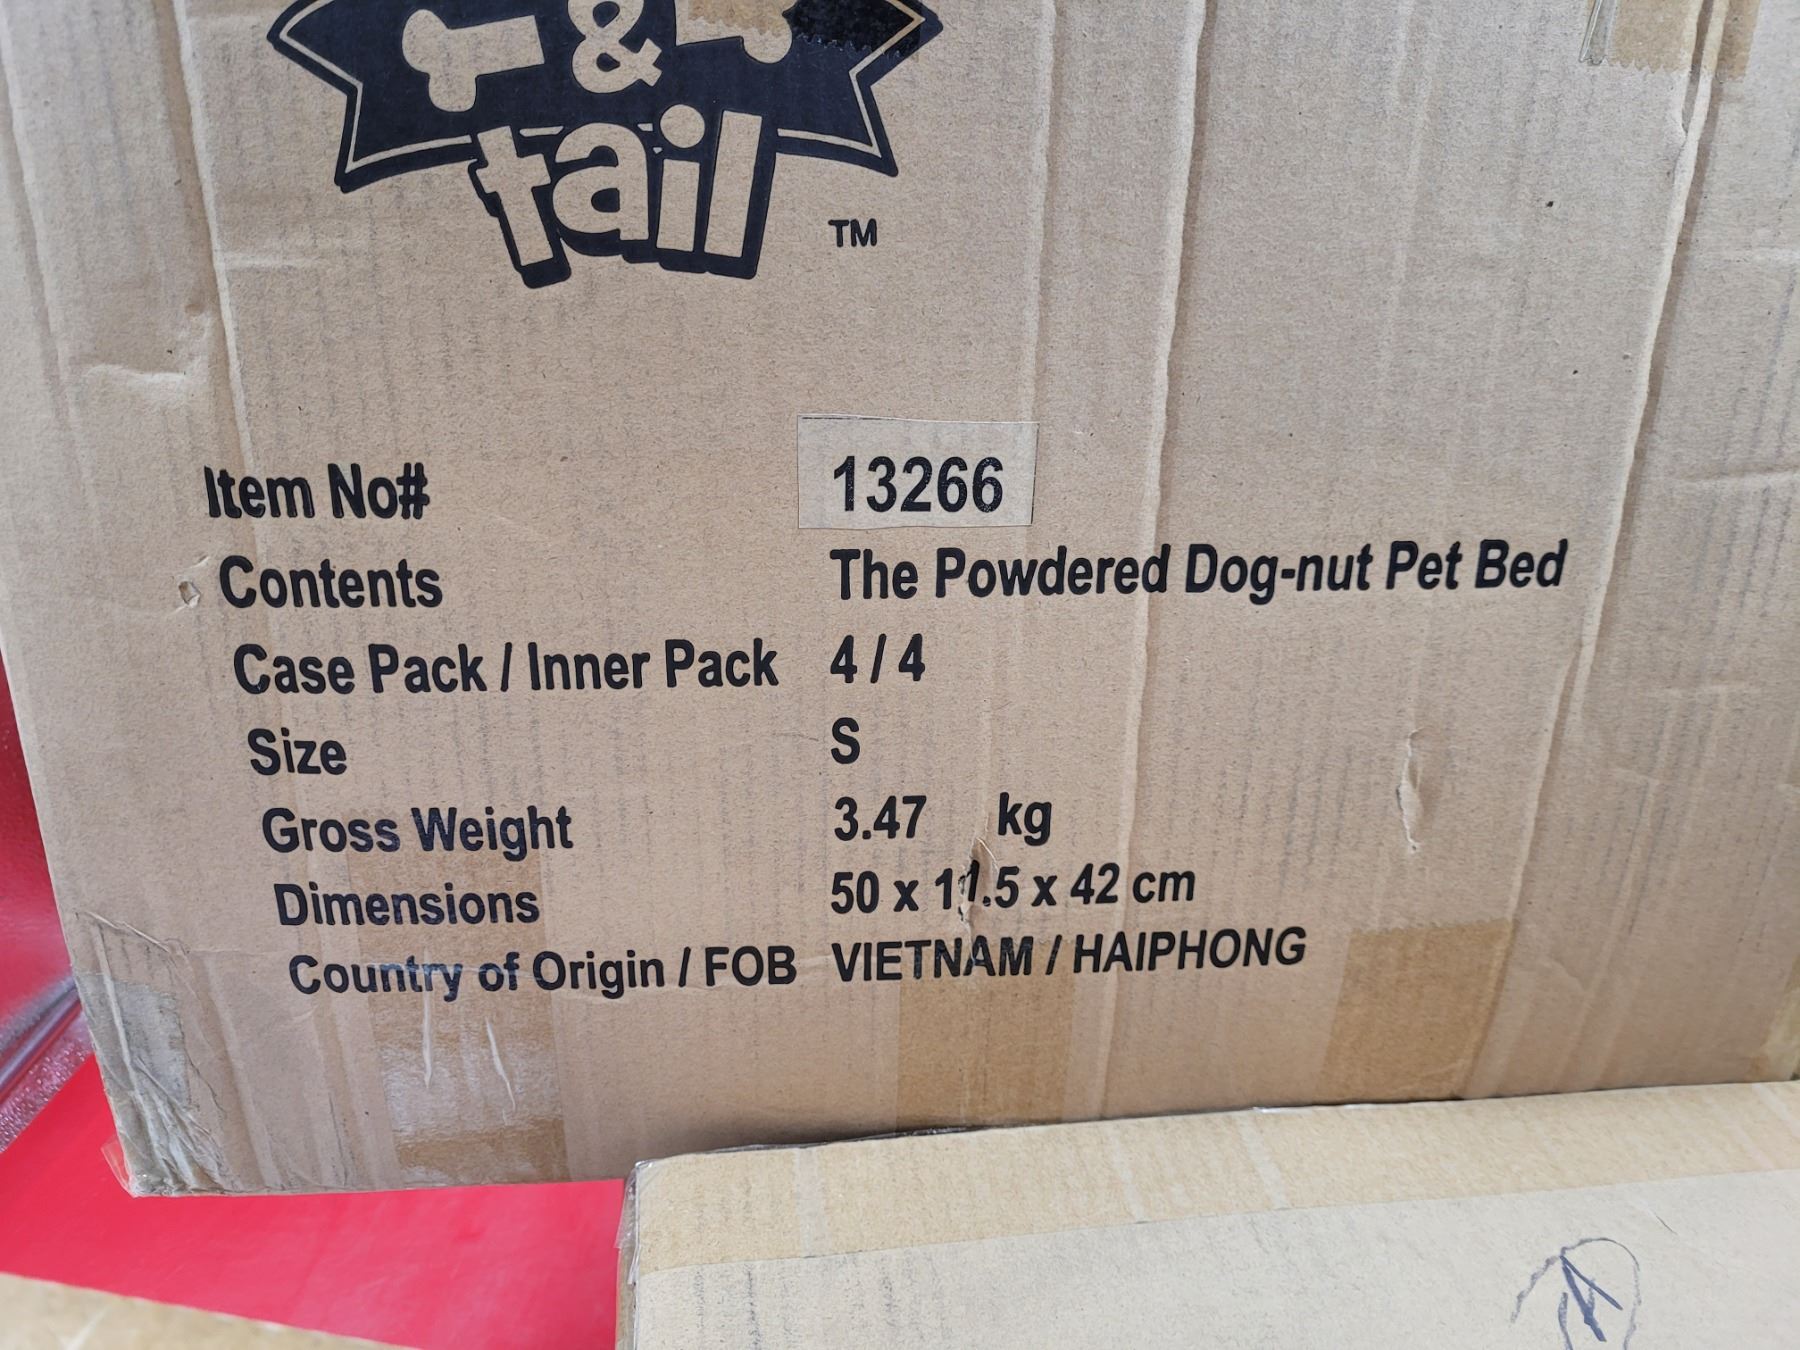 &
tail
TM
Item No# 13266
Contents The Powdered Dog-nut Pet Bed
Case Pack / Inner Pack 4 / 4
Size S
Gross Weight 3.47 kg
Dimensions 50 x 11.5 x 42 cm
Country of Origin / FOB VIETNAM / HAIPHONG